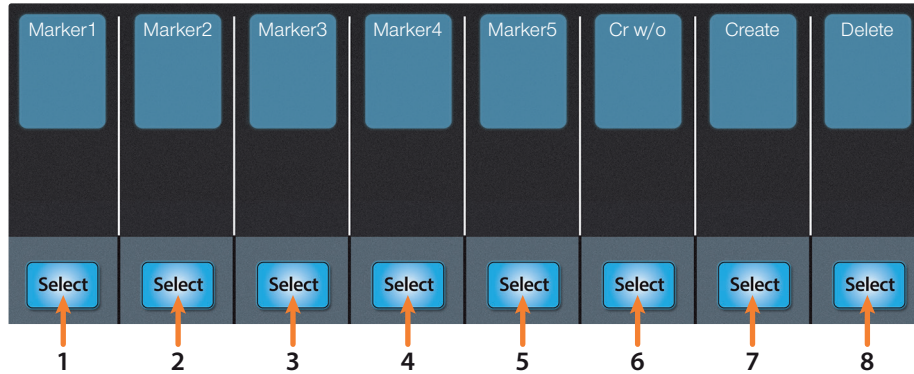 Marker1 Marker2 Marker3 Marker4 Marker5 Cr w/o Create Delete
Select Select Select Select Select Select Select Select
1 2 3 4 5 6 7 8